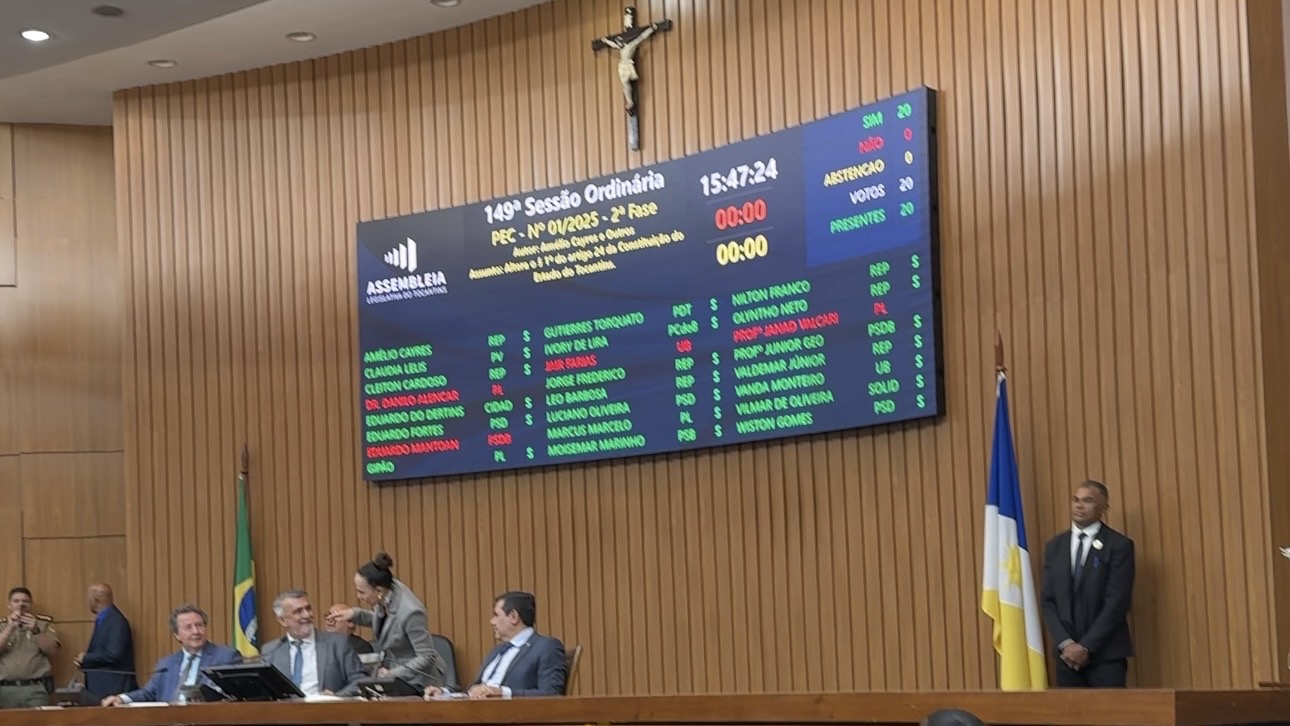 ASSEMBLEIA
LEGISLATIVA DO TOCANTINS
149ª Sessão Ordinária
PEC - Nº 01/2025 - 2ª Fase
Autor: Amélio Cayres e Outros
Assunto: Altera o § 1º do artigo 24 da Constituição do
Estado do Tocantins.
15:47:24
00:00
00:00
SIM 20
NÃO 0
ABSTENCAO 0
VOTOS 20
PRESENTES 20
AMÉLIO CAYRES REP S
CLAUDIA LELIS PV S
CLEITON CARDOSO REP S
DR. DANILO ALENCAR PL
EDUARDO DO DERTINS CIDAD S
EDUARDO FORTES PSD S
EDUARDO MANTOAN PSDB
GIPÃO PL S
GUTIERRES TORQUATO PDT S
IVORY DE LIRA PCdoB S
JAIR FARIAS UB
JORGE FREDERICO REP S
LEO BARBOSA REP S
LUCIANO OLIVEIRA PSD S
MARCUS MARCELO PL S
MOISEMAR MARINHO PSB S
NILTON FRANCO REP S
OLYNTHO NETO REP S
PROFª JANAD VALCARI PL
PROFº JUNIOR GEO PSDB S
VALDEMAR JÚNIOR REP S
VANDA MONTEIRO UB S
VILMAR DE OLIVEIRA SOLID S
WISTON GOMES PSD S